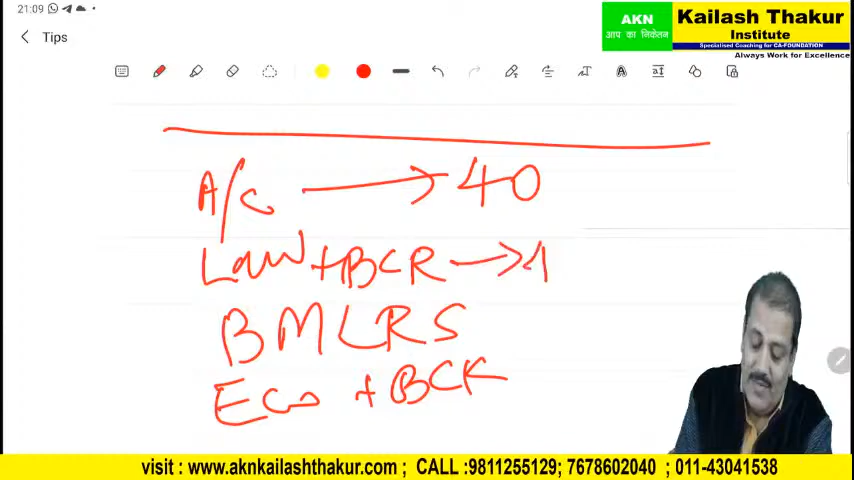 21:09
Tips
AKN
आप का निकेतन
Kailash Thakur
Institute
Specialised Coaching for CA-FOUNDATION
Always Work for Excellence
A/C → 40
Law + BCR → 4
BMLRS
Eco + BCK
visit : www.aknkailashthakur.com ; CALL :9811255129; 7678602040 ; 011-43041538